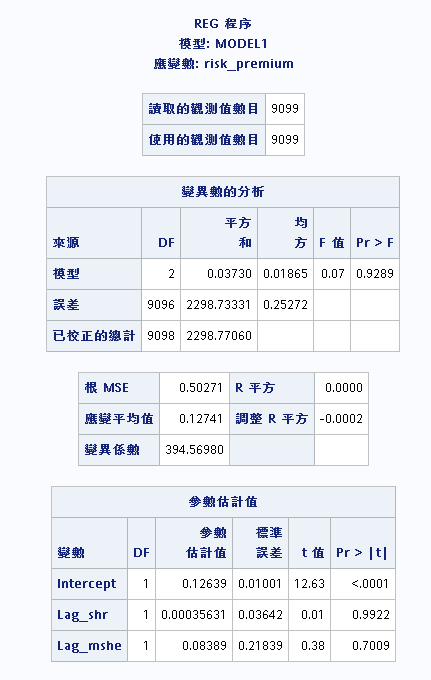 REG 程序
模型: MODEL1
應變數: risk_premium
讀取的觀測值數目 9099
使用的觀測值數目 9099
變異數的分析
來源 DF 平方和 均方 F 值 Pr > F
模型 2 0.03730 0.01865 0.07 0.9289
誤差 9096 2298.73331 0.25272
已校正的總計 9098 2298.77060
根 MSE 0.50271 R 平方 0.0000
應變平均值 0.12741 調整 R 平方 -0.0002
變異係數 394.56980
參數估計值
變數 DF 參數估計值 標準誤差 t 值 Pr > |t|
Intercept 1 0.12639 0.01001 12.63 <.0001
Lag_shr 1 0.00035631 0.03642 0.01 0.9922
Lag_mshe 1 0.08389 0.21839 0.38 0.7009